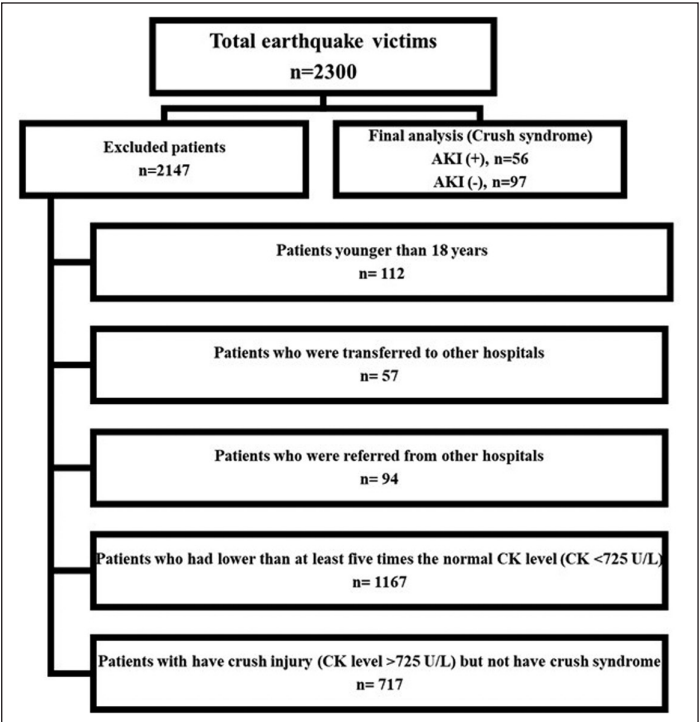 Total earthquake victims
n=2300
Excluded patients
n=2147
Final analysis (Crush syndrome)
AKI (+), n=56
AKI (-), n=97
Patients younger than 18 years
n= 112
Patients who were transferred to other hospitals
n= 57
Patients who were referred from other hospitals
n= 94
Patients who had lower than at least five times the normal CK level (CK <725 U/L)
n= 1167
Patients with have crush injury (CK level >725 U/L) but not have crush syndrome
n= 717